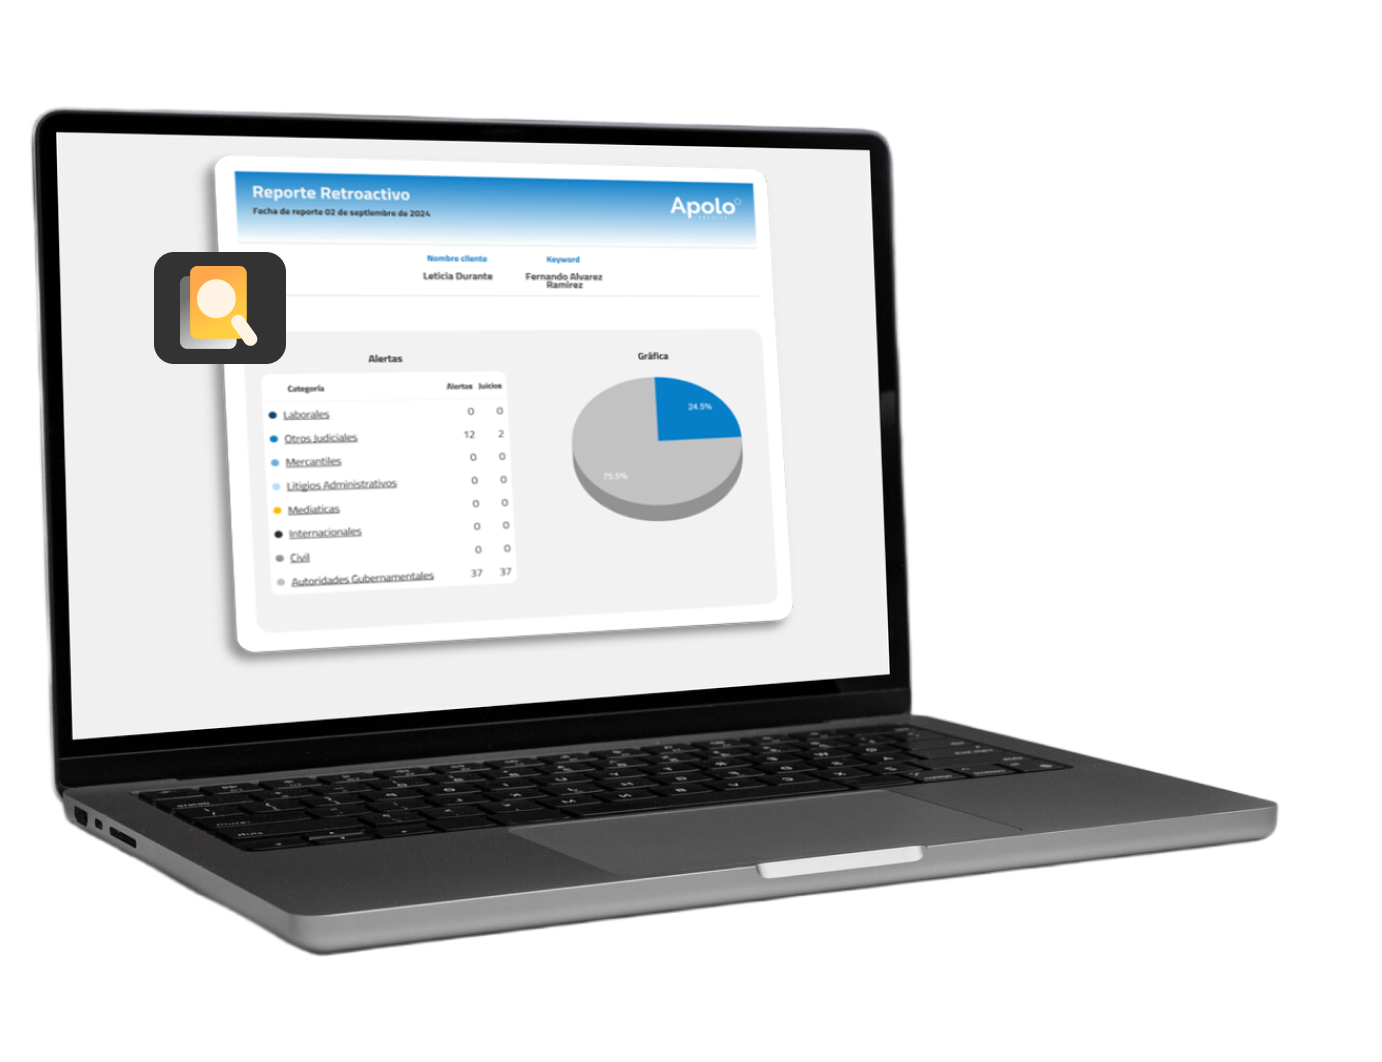 Reporte Retroactivo
Fecha de reporte 02 de septiembre de 2024
Apolo
Nombre cliente
Leticia Durante
Keyword
Fernando Alvarez
Ramirez
Alertas
Categoría Alertas Juicios
Laborales 0 0
Otros Judiciales 12 2
Mercantiles 0 0
Litigios Administrativos 0 0
Mediaticas 0 0
Internacionales 0 0
Civil 0 0
Autoridades Gubernamentales 37 37
Gráfica
24.5%
75.5%